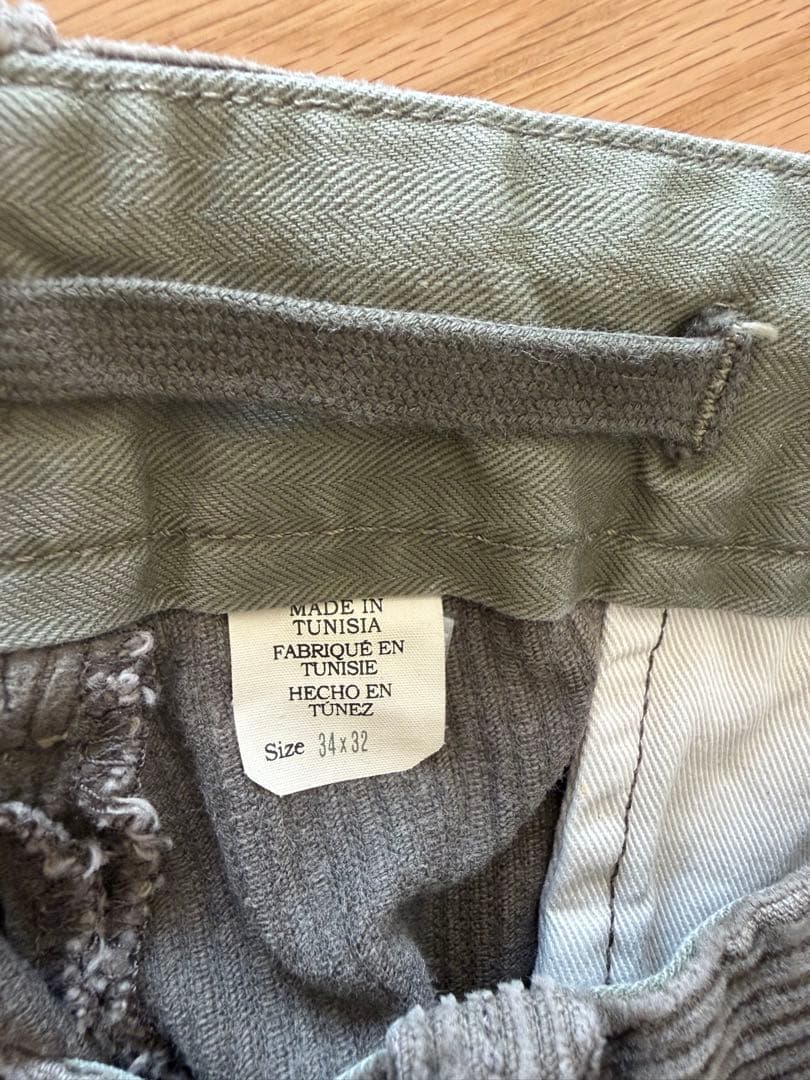 MADE IN
TUNISIA
FABRIQUÉ EN
TUNISIE
HECHO EN
TÚNEZ
Size 34 x 32